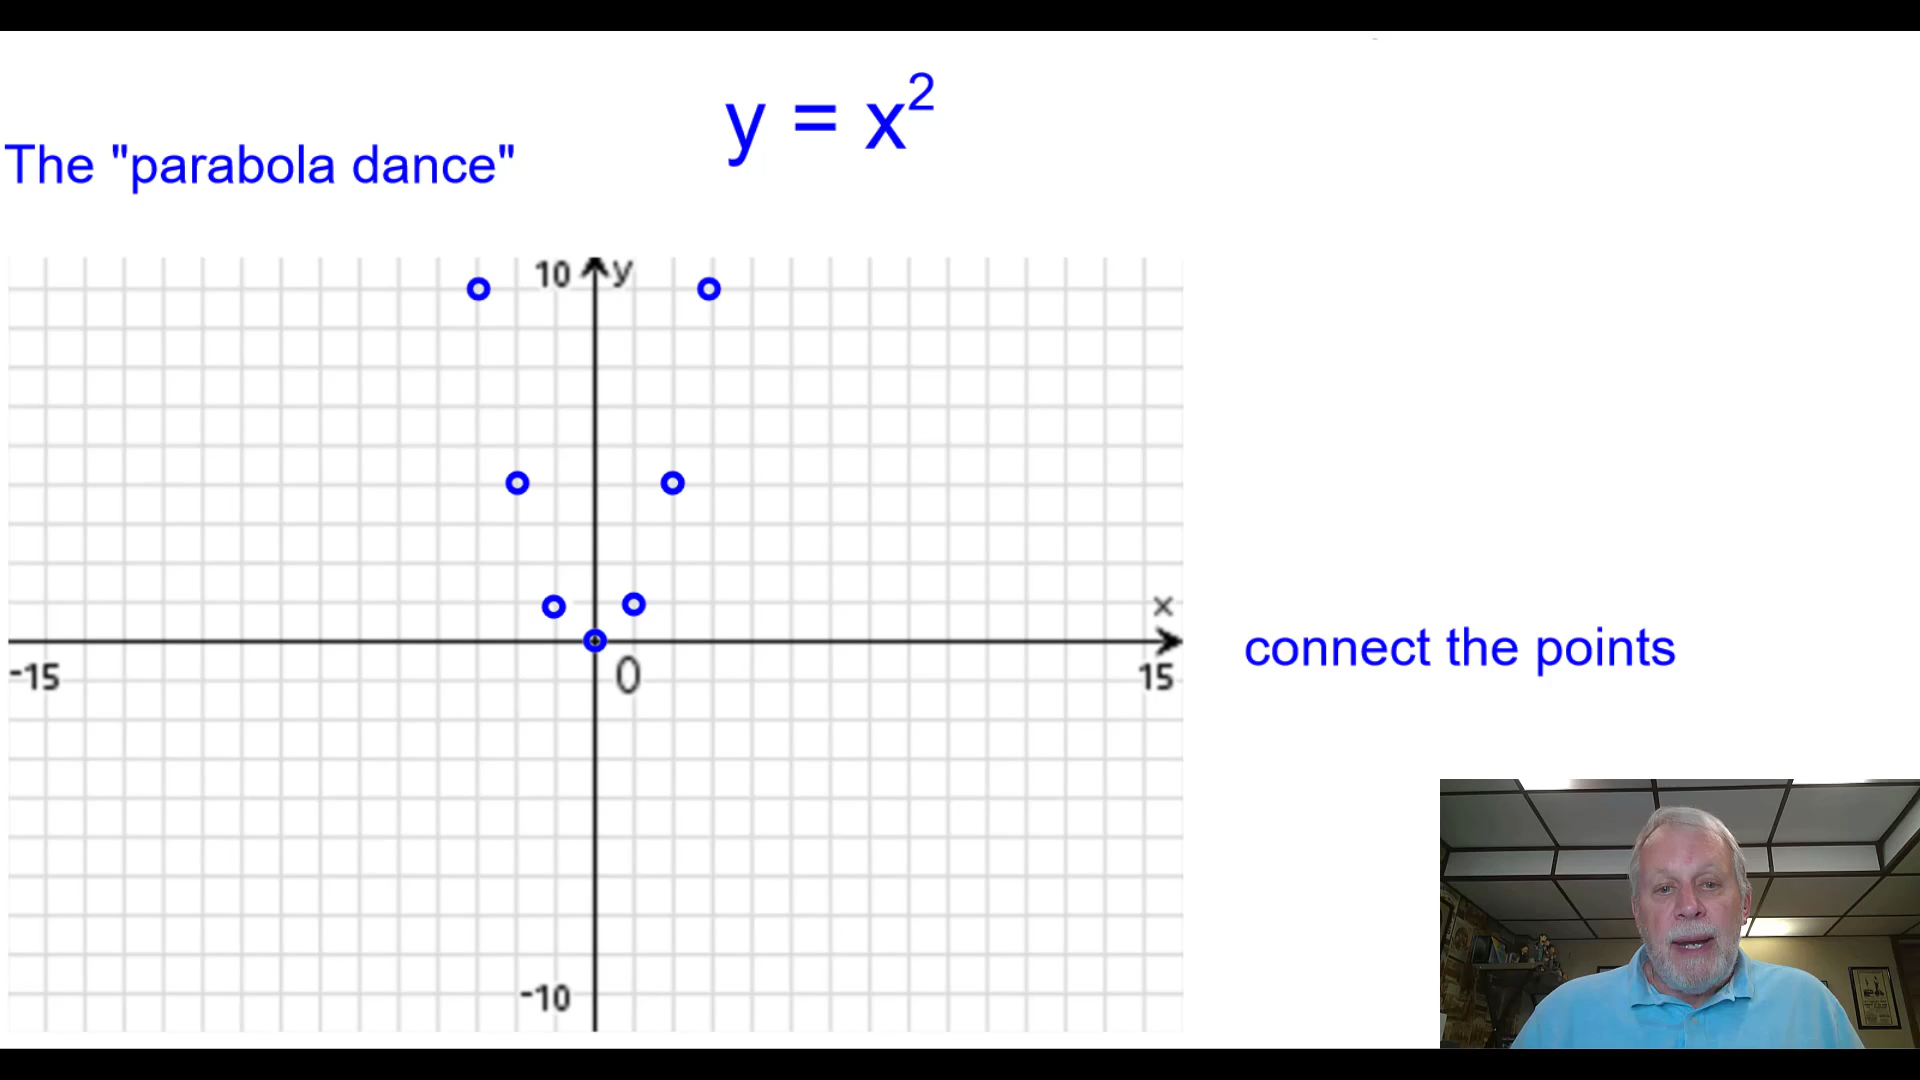 y = x²
The "parabola dance"
10 y
x
-15 0 15
connect the points
-10